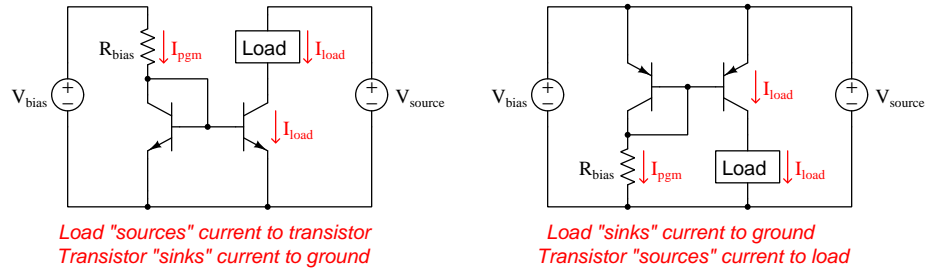 R_bias
I_pgm
Load
I_load
V_bias
V_source
I_load
Load "sources" current to transistor
Transistor "sinks" current to ground
V_bias
I_load
V_source
R_bias
I_pgm
Load
I_load
Load "sinks" current to ground
Transistor "sources" current to load